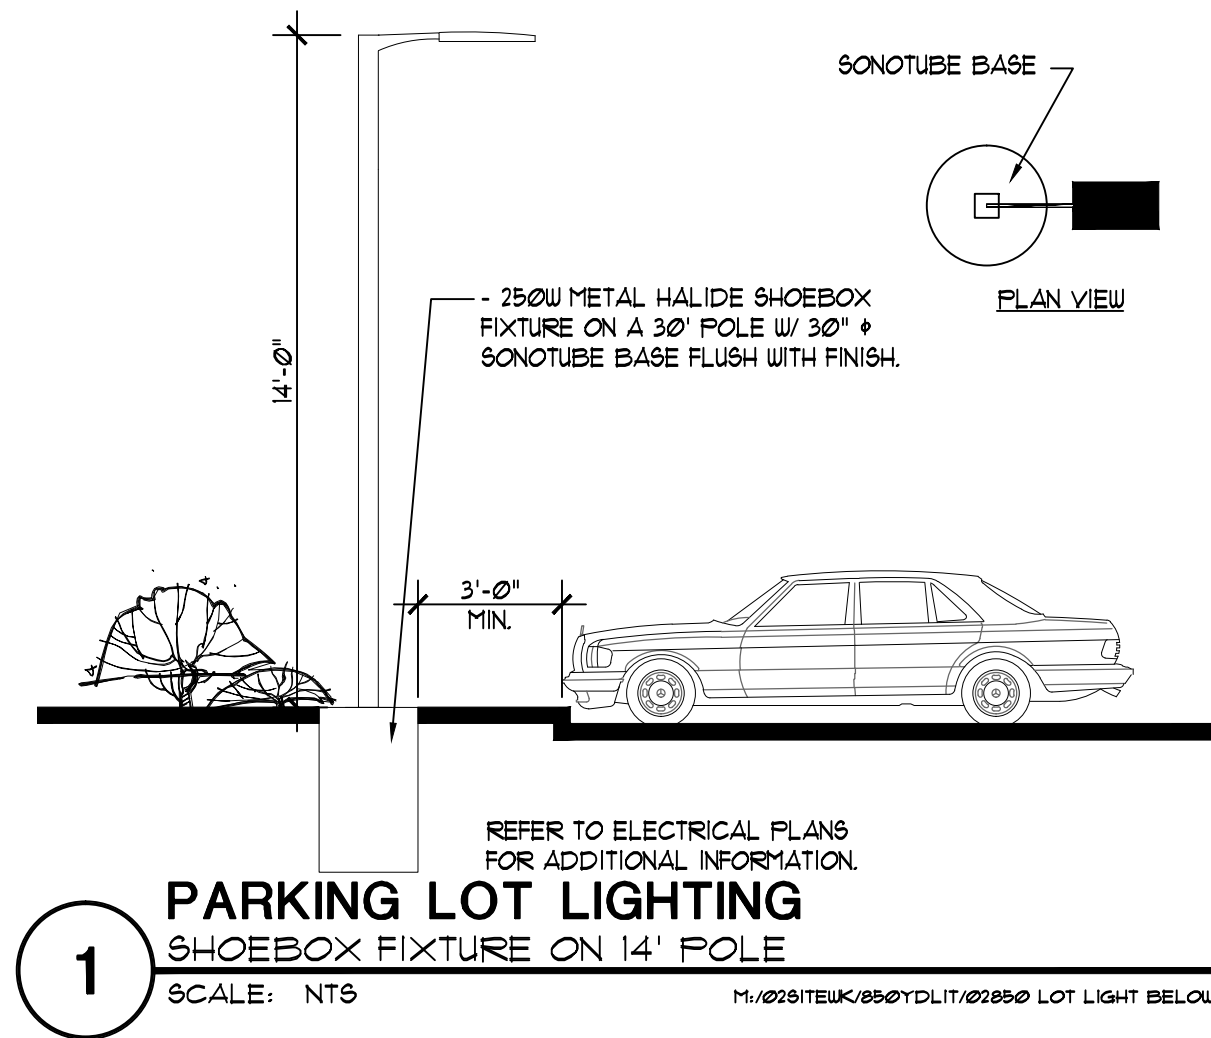 SONOTUBE BASE
PLAN VIEW
- 250W METAL HALIDE SHOEBOX
FIXTURE ON A 30' POLE W/ 30" φ
SONOTUBE BASE FLUSH WITH FINISH.
14'-0"
3'-0"
MIN.
REFER TO ELECTRICAL PLANS
FOR ADDITIONAL INFORMATION.
PARKING LOT LIGHTING
1
SHOEBOX FIXTURE ON 14' POLE
SCALE: NTS
M:/02SITEWK/850YDLIT/02850 LOT LIGHT BELOW